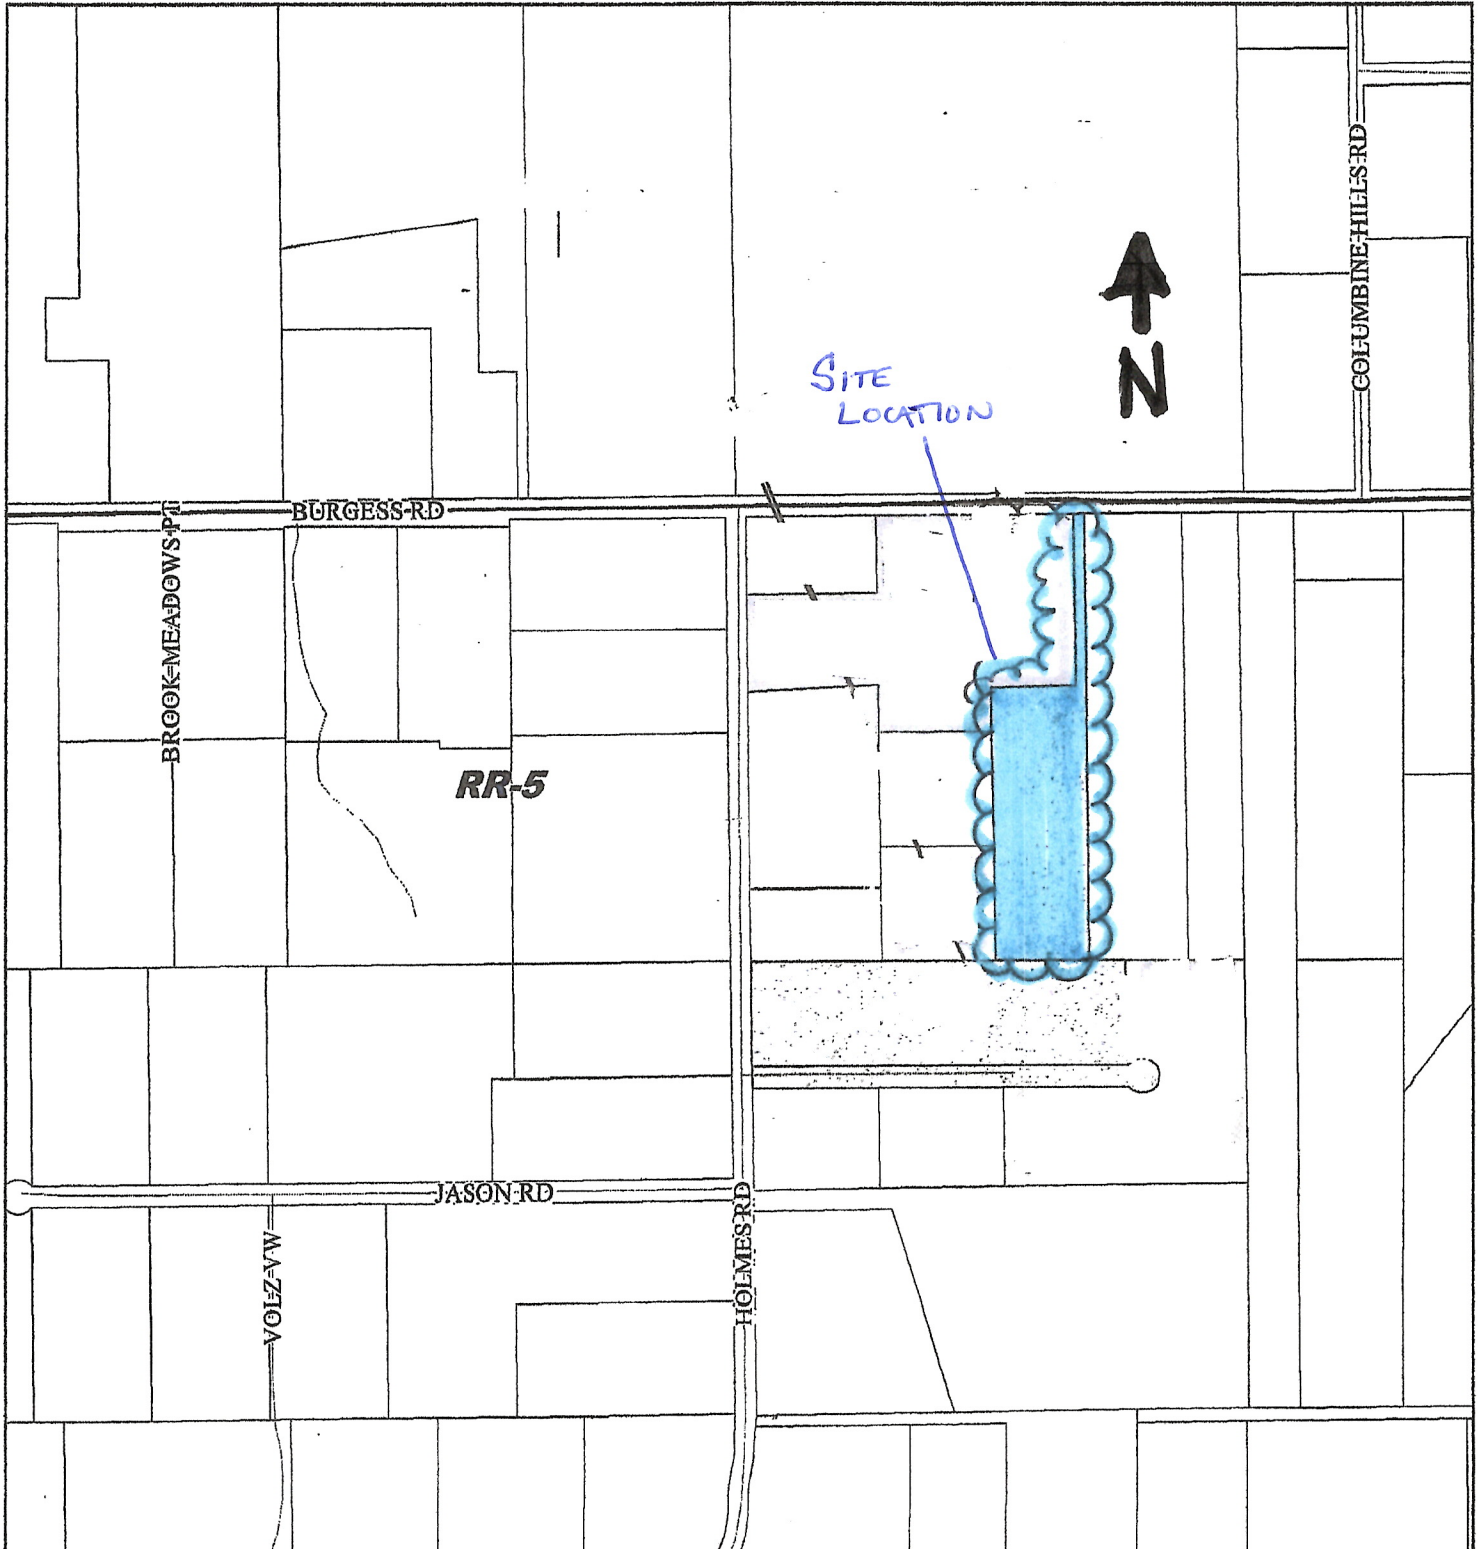 COLUMBINE HILLS RD
N
SITE
LOCATION
BURGESS RD
BROOK MEADOWS PT
RR-5
JASON RD
HOLMES RD
VOLZ VW